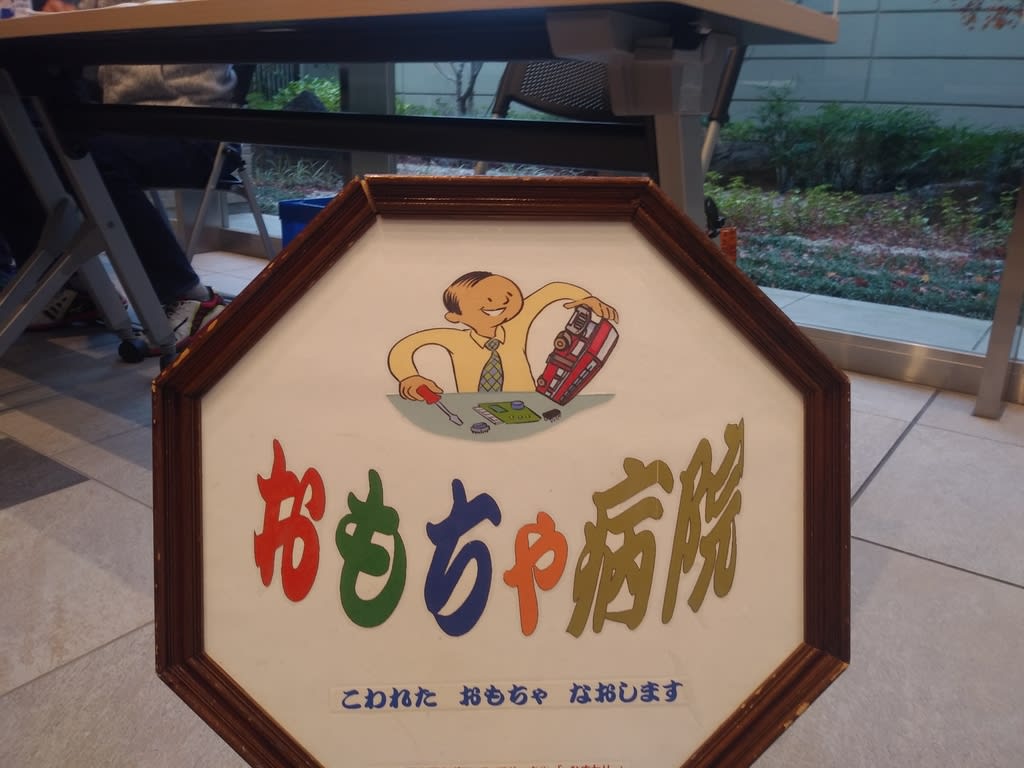 おもちゃ病院
こわれた おもちゃ なおします